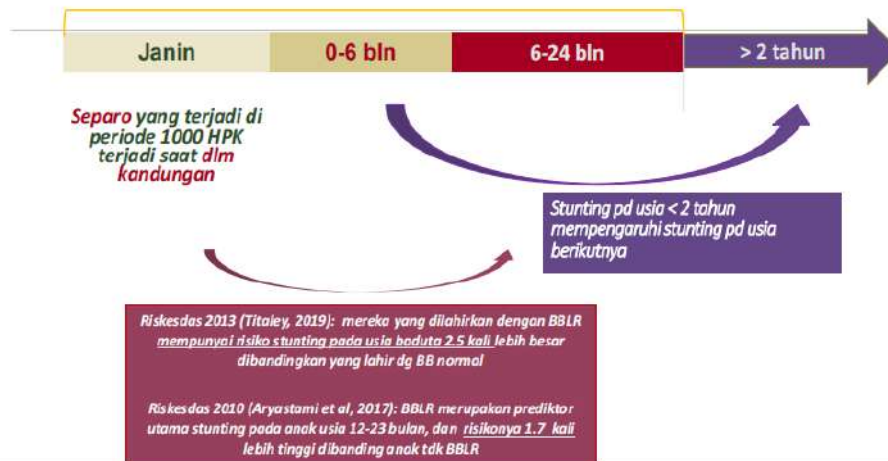 Janin
0-6 bln
6-24 bln
> 2 tahun
Separo yang terjadi di
periode 1000 HPK
terjadi saat dlm
kandungan
Stunting pd usia < 2 tahun
mempengaruhi stunting pd usia
berikutnya
Riskesdas 2013 (Titaley, 2019): mereka yang dilahirkan dengan BBLR
mempunyai risiko stunting pada usia baduta 2.5 kali lebih besar
dibandingkan yang lahir dg BB normal
Riskesdas 2010 (Aryastami et al, 2017): BBLR merupakan prediktor
utama stunting pada anak usia 12-23 bulan, dan risikonya 1.7 kali
lebih tinggi dibanding anak tdk BBLR